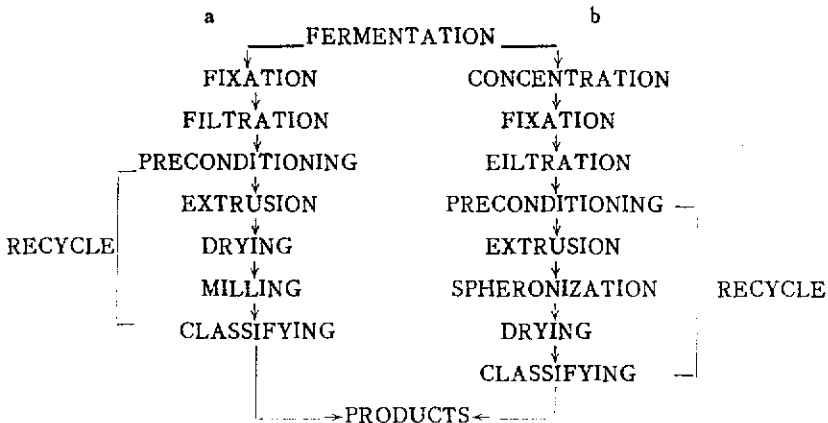 a b
FERMENTATION
FIXATION CONCENTRATION
FILTRATION FIXATION
PRECONDITIONING EILTRATION
EXTRUSION PRECONDITIONING
RECYCLE DRYING EXTRUSION
MILLING SPHERONIZATION RECYCLE
CLASSIFYING DRYING
CLASSIFYING
PRODUCTS